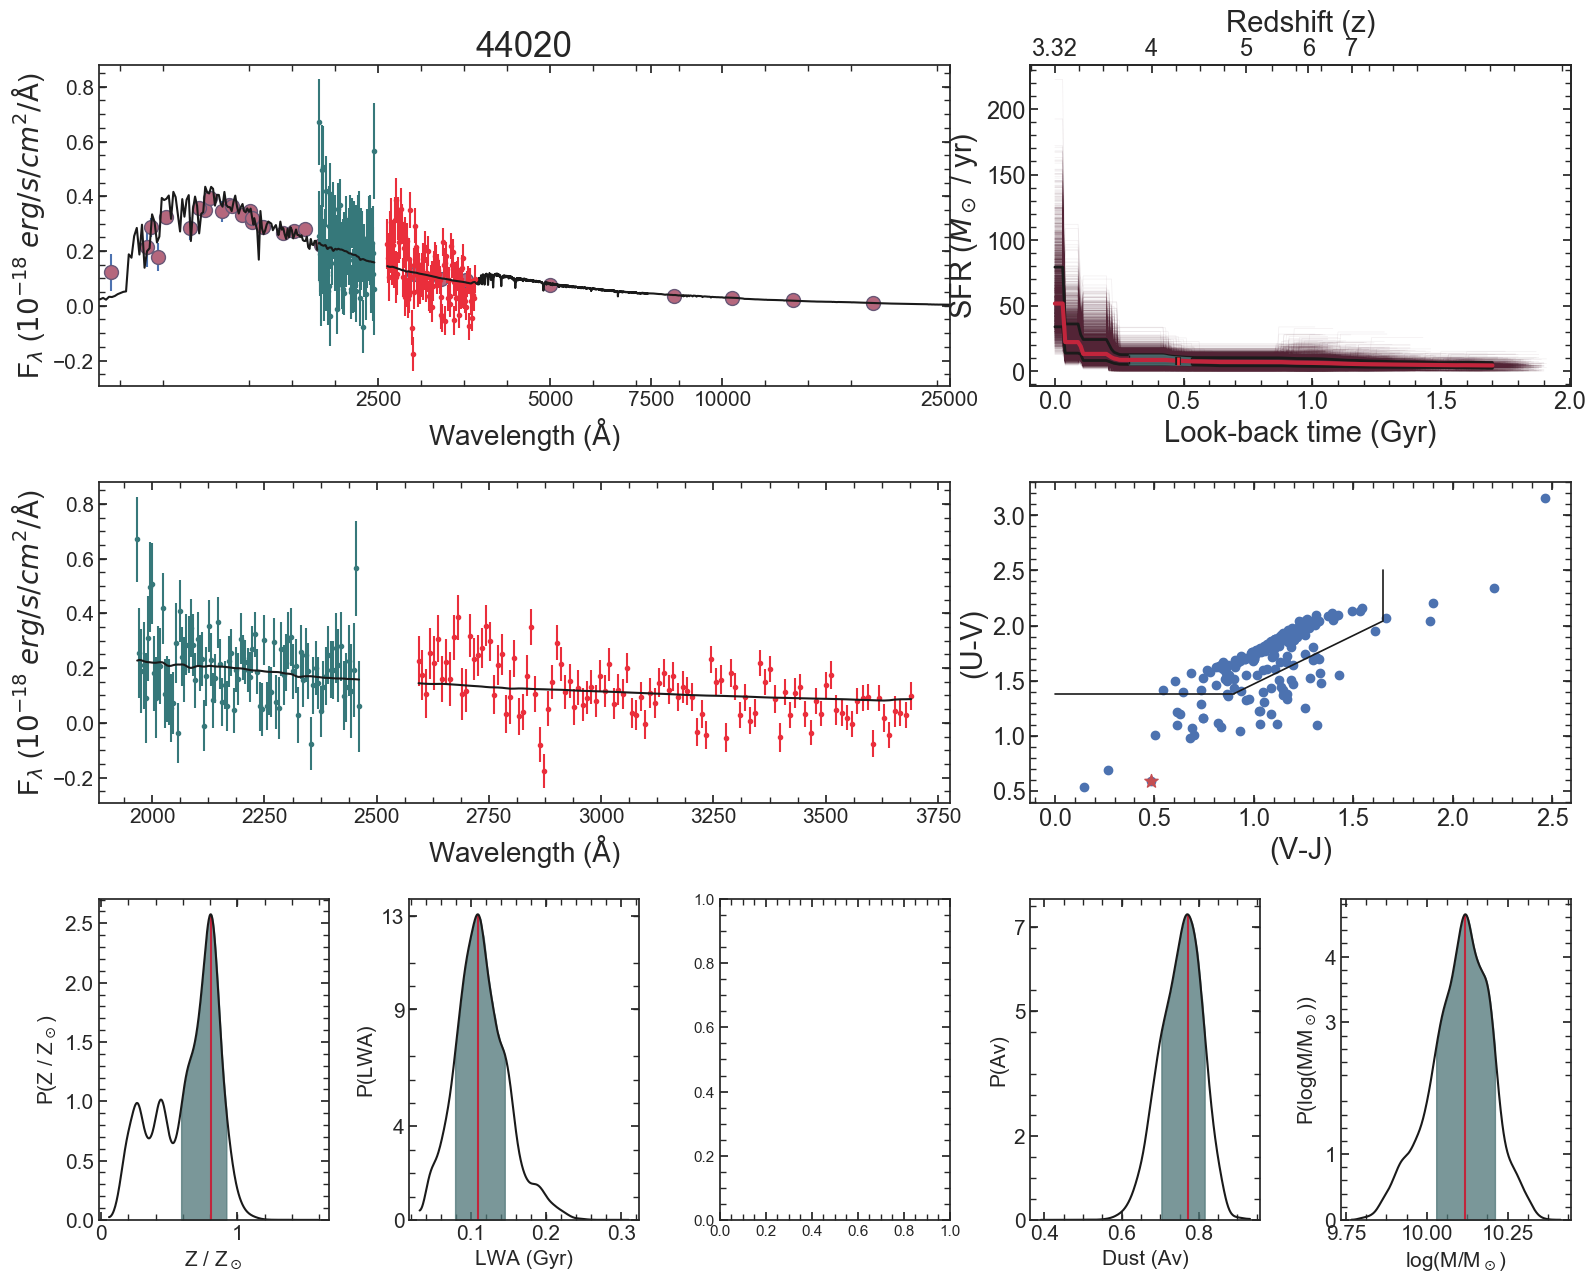 44020
Redshift (z)
3.32 4 5 6 7
F_λ (10^−18 erg/s/cm^2/Å)
0.8
0.6
0.4
0.2
0.0
−0.2
2500 5000 7500 10000 25000
Wavelength (Å)
SFR (M_⊙ / yr)
200
150
100
50
0
0.0 0.5 1.0 1.5 2.0
Look-back time (Gyr)
F_λ (10^−18 erg/s/cm^2/Å)
0.8
0.6
0.4
0.2
0.0
−0.2
2000 2250 2500 2750 3000 3250 3500 3750
Wavelength (Å)
(U-V)
3.0
2.5
2.0
1.5
1.0
0.5
0.0 0.5 1.0 1.5 2.0 2.5
(V-J)
P(Z / Z_⊙)
2.5
2.0
1.5
1.0
0.5
0.0
0 1
Z / Z_⊙
P(LWA)
13
9
4
0
0.1 0.2 0.3
LWA (Gyr)
1.0
0.8
0.6
0.4
0.2
0.0
0.0 0.2 0.4 0.6 0.8 1.0
P(Av)
7
5
2
0
0.4 0.6 0.8
Dust (Av)
P(log(M/M_⊙))
4
3
1
0
9.75 10.00 10.25
log(M/M_⊙)